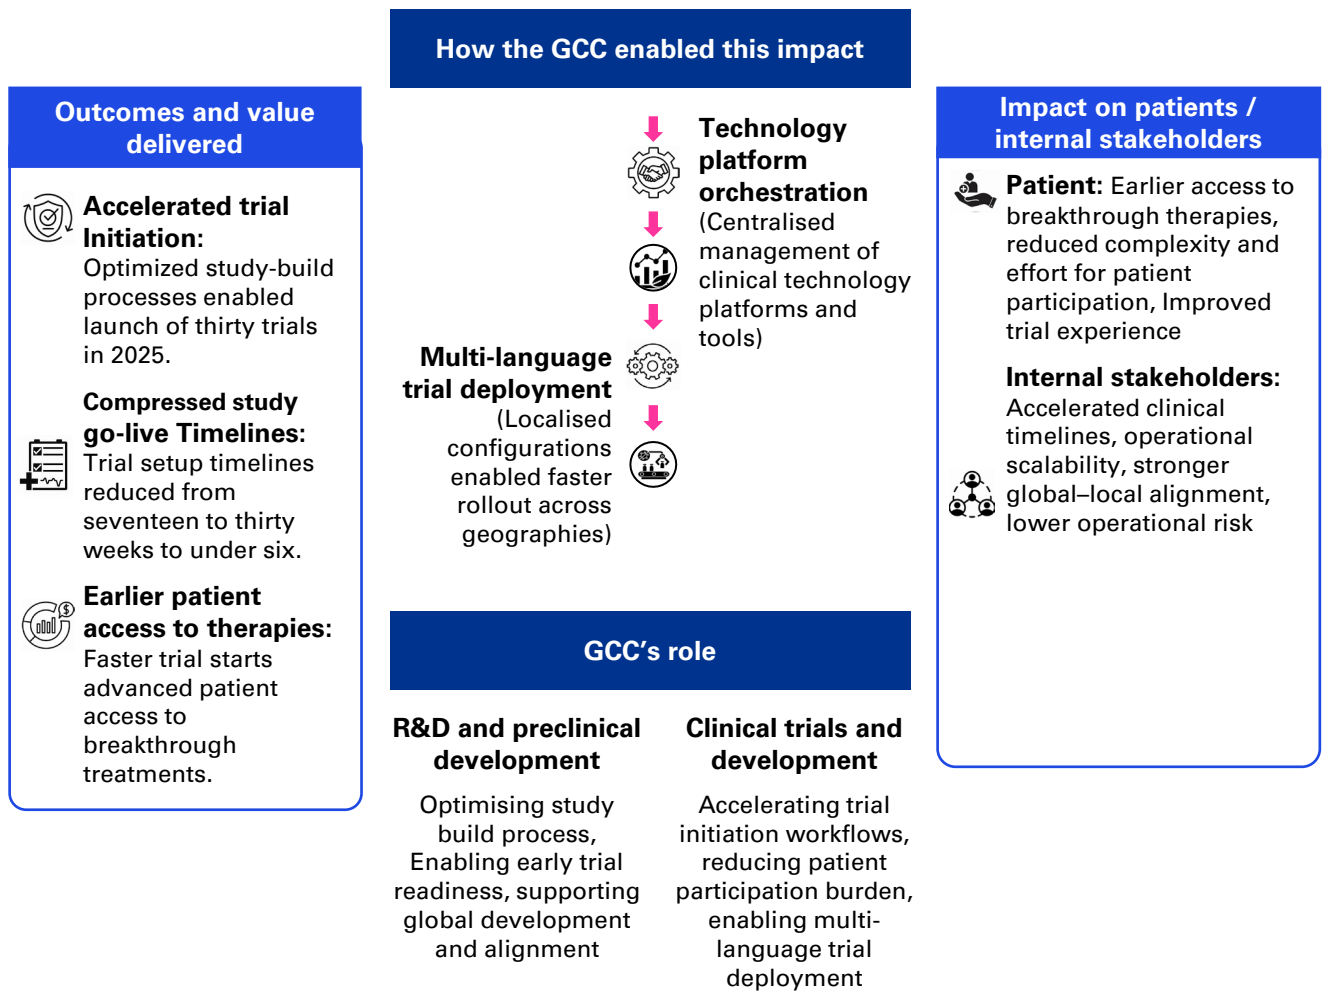 Outcomes and value
delivered
Accelerated trial
Initiation:
Optimized study-build
processes enabled
launch of thirty trials
in 2025.
Compressed study
go-live Timelines:
Trial setup timelines
reduced from
seventeen to thirty
weeks to under six.
Earlier patient
access to therapies:
Faster trial starts
advanced patient
access to
breakthrough
treatments.
How the GCC enabled this impact
Technology
platform
orchestration
(Centralised
management of
clinical technology
platforms and
tools)
Multi-language
trial deployment
(Localised
configurations
enabled faster
rollout across
geographies)
GCC’s role
R&D and preclinical
development
Optimising study
build process,
Enabling early trial
readiness, supporting
global development
and alignment
Clinical trials and
development
Accelerating trial
initiation workflows,
reducing patient
participation burden,
enabling multi-
language trial
deployment
Impact on patients /
internal stakeholders
Patient: Earlier access to
breakthrough therapies,
reduced complexity and
effort for patient
participation, Improved
trial experience
Internal stakeholders:
Accelerated clinical
timelines, operational
scalability, stronger
global–local alignment,
lower operational risk